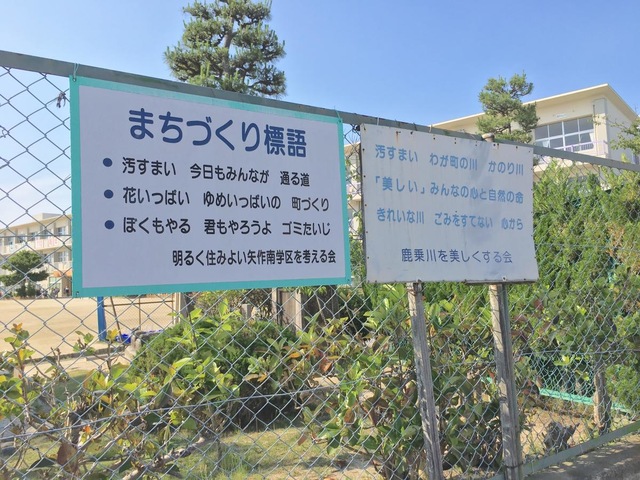 まちづくり標語
● 汚すまい 今日もみんなが 通る道
● 花いっぱい ゆめいっぱいの 町づくり
● ぼくもやる 君もやろうよ ゴミたいじ
明るく住みよい矢作南学区を考える会
汚すまい わが町の川 かのり川
「美しい」みんなの心と自然の命
きれいな川 ごみをすてない 心から
鹿乗川を美しくする会